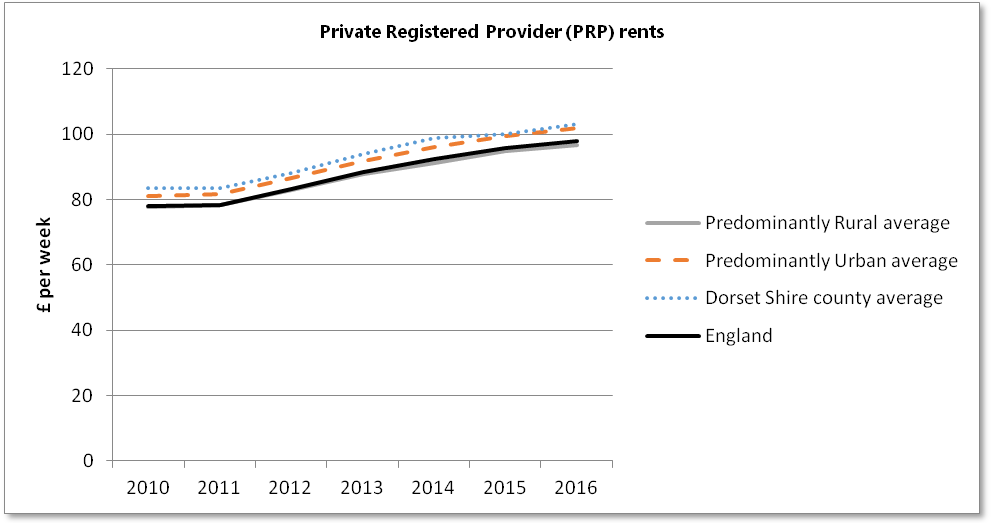 Private Registered Provider (PRP) rents
120
100
80
60
40
20
0
£ per week
2010 2011 2012 2013 2014 2015 2016
Predominantly Rural average
Predominantly Urban average
Dorset Shire county average
England